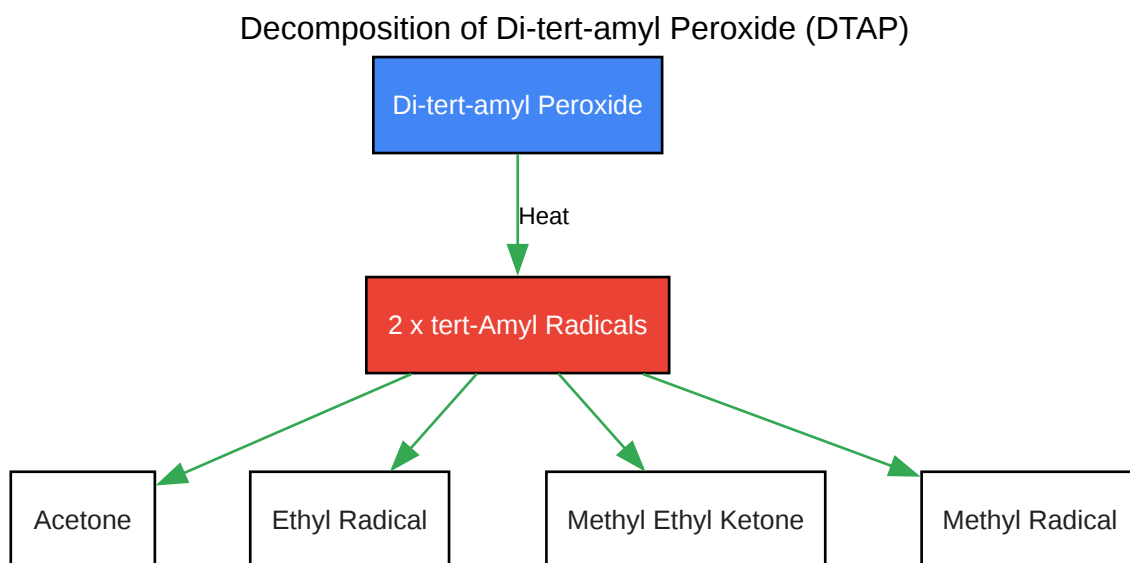 Decomposition of Di-tert-amyl Peroxide (DTAP)
Di-tert-amyl Peroxide
Heat
2 x tert-Amyl Radicals
Acetone
Ethyl Radical
Methyl Ethyl Ketone
Methyl Radical